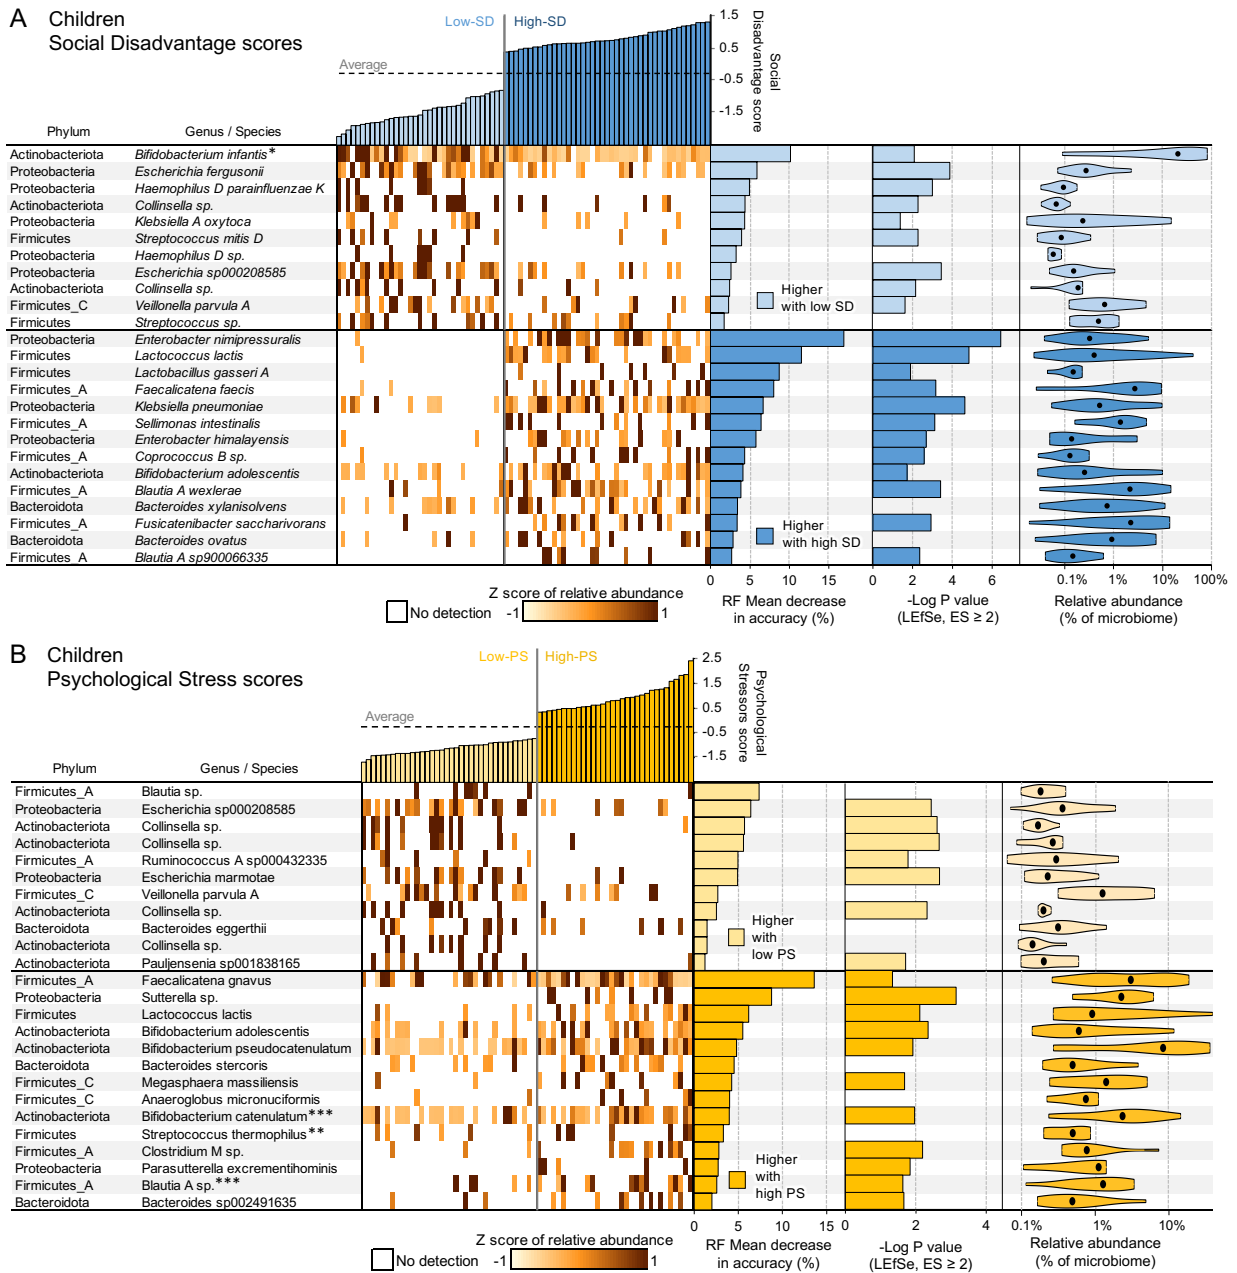 A Children
Social Disadvantage scores
Low-SD High-SD
Average
1.5
0.5
-0.5
-1.5
Social
Disadvantage score
Phylum Genus / Species
Actinobacteriota Bifidobacterium infantis*
Proteobacteria Escherichia fergusonii
Proteobacteria Haemophilus D parainfluenzae K
Actinobacteriota Collinsella sp.
Proteobacteria Klebsiella A oxytoca
Firmicutes Streptococcus mitis D
Proteobacteria Haemophilus D sp.
Proteobacteria Escherichia sp000208585
Actinobacteriota Collinsella sp.
Firmicutes_C Veillonella parvula A
Firmicutes Streptococcus sp.
Higher
with low SD
Proteobacteria Enterobacter nimipressuralis
Firmicutes Lactococcus lactis
Firmicutes Lactobacillus gasseri A
Firmicutes_A Faecalicatena faecis
Proteobacteria Klebsiella pneumoniae
Firmicutes_A Sellimonas intestinalis
Proteobacteria Enterobacter himalayensis
Firmicutes_A Coprococcus B sp.
Actinobacteriota Bifidobacterium adolescentis
Firmicutes_A Blautia A wexlerae
Bacteroidota Bacteroides xylanisolvens
Firmicutes_A Fusicatenibacter saccharivorans
Bacteroidota Bacteroides ovatus
Firmicutes_A Blautia A sp900066335
Higher
with high SD
0 5 10 15 0 2 4 6 0.1% 1% 10% 100%
No detection
Z score of relative abundance
-1 1
RF Mean decrease
in accuracy (%)
-Log P value
(LEfSe, ES ≥ 2)
Relative abundance
(% of microbiome)
B Children
Psychological Stress scores
Low-PS High-PS
Average
2.5
1.5
0.5
-0.5
-1.5
Psychological
Stressors score
Phylum Genus / Species
Firmicutes_A Blautia sp.
Proteobacteria Escherichia sp000208585
Actinobacteriota Collinsella sp.
Actinobacteriota Collinsella sp.
Firmicutes_A Ruminococcus A sp000432335
Proteobacteria Escherichia marmotae
Firmicutes_C Veillonella parvula A
Actinobacteriota Collinsella sp.
Bacteroidota Bacteroides eggerthii
Actinobacteriota Collinsella sp.
Actinobacteriota Pauljensenia sp001838165
Higher
with
low PS
Firmicutes_A Faecalicatena gnavus
Proteobacteria Sutterella sp.
Firmicutes Lactococcus lactis
Actinobacteriota Bifidobacterium adolescentis
Actinobacteriota Bifidobacterium pseudocatenulatum
Bacteroidota Bacteroides stercoris
Firmicutes_C Megasphaera massiliensis
Firmicutes_C Anaeroglobus micronuciformis
Actinobacteriota Bifidobacterium catenulatum***
Firmicutes Streptococcus thermophilus**
Firmicutes_A Clostridium M sp.
Proteobacteria Parasutterella excrementihominis
Firmicutes_A Blautia A sp.***
Bacteroidota Bacteroides sp002491635
Higher
with
high PS
0 5 10 15 0 2 4 0.1% 1% 10%
No detection
Z score of relative abundance
-1 1
RF Mean decrease
in accuracy (%)
-Log P value
(LEfSe, ES ≥ 2)
Relative abundance
(% of microbiome)